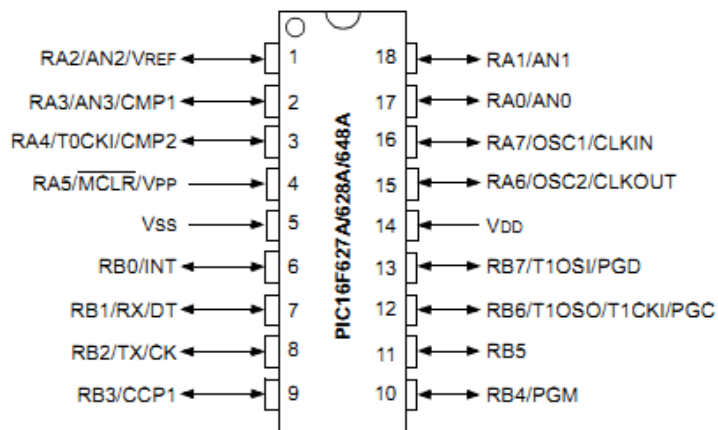 RA2/AN2/VREF 1 18 RA1/AN1
RA3/AN3/CMP1 2 17 RA0/AN0
RA4/T0CKI/CMP2 3 16 RA7/OSC1/CLKIN
RA5/MCLR/VPP 4 15 RA6/OSC2/CLKOUT
VSS 5 14 VDD
RB0/INT 6 13 RB7/T1OSI/PGD
RB1/RX/DT 7 12 RB6/T1OSO/T1CKI/PGC
RB2/TX/CK 8 11 RB5
RB3/CCP1 9 10 RB4/PGM
PIC16F627A/628A/648A